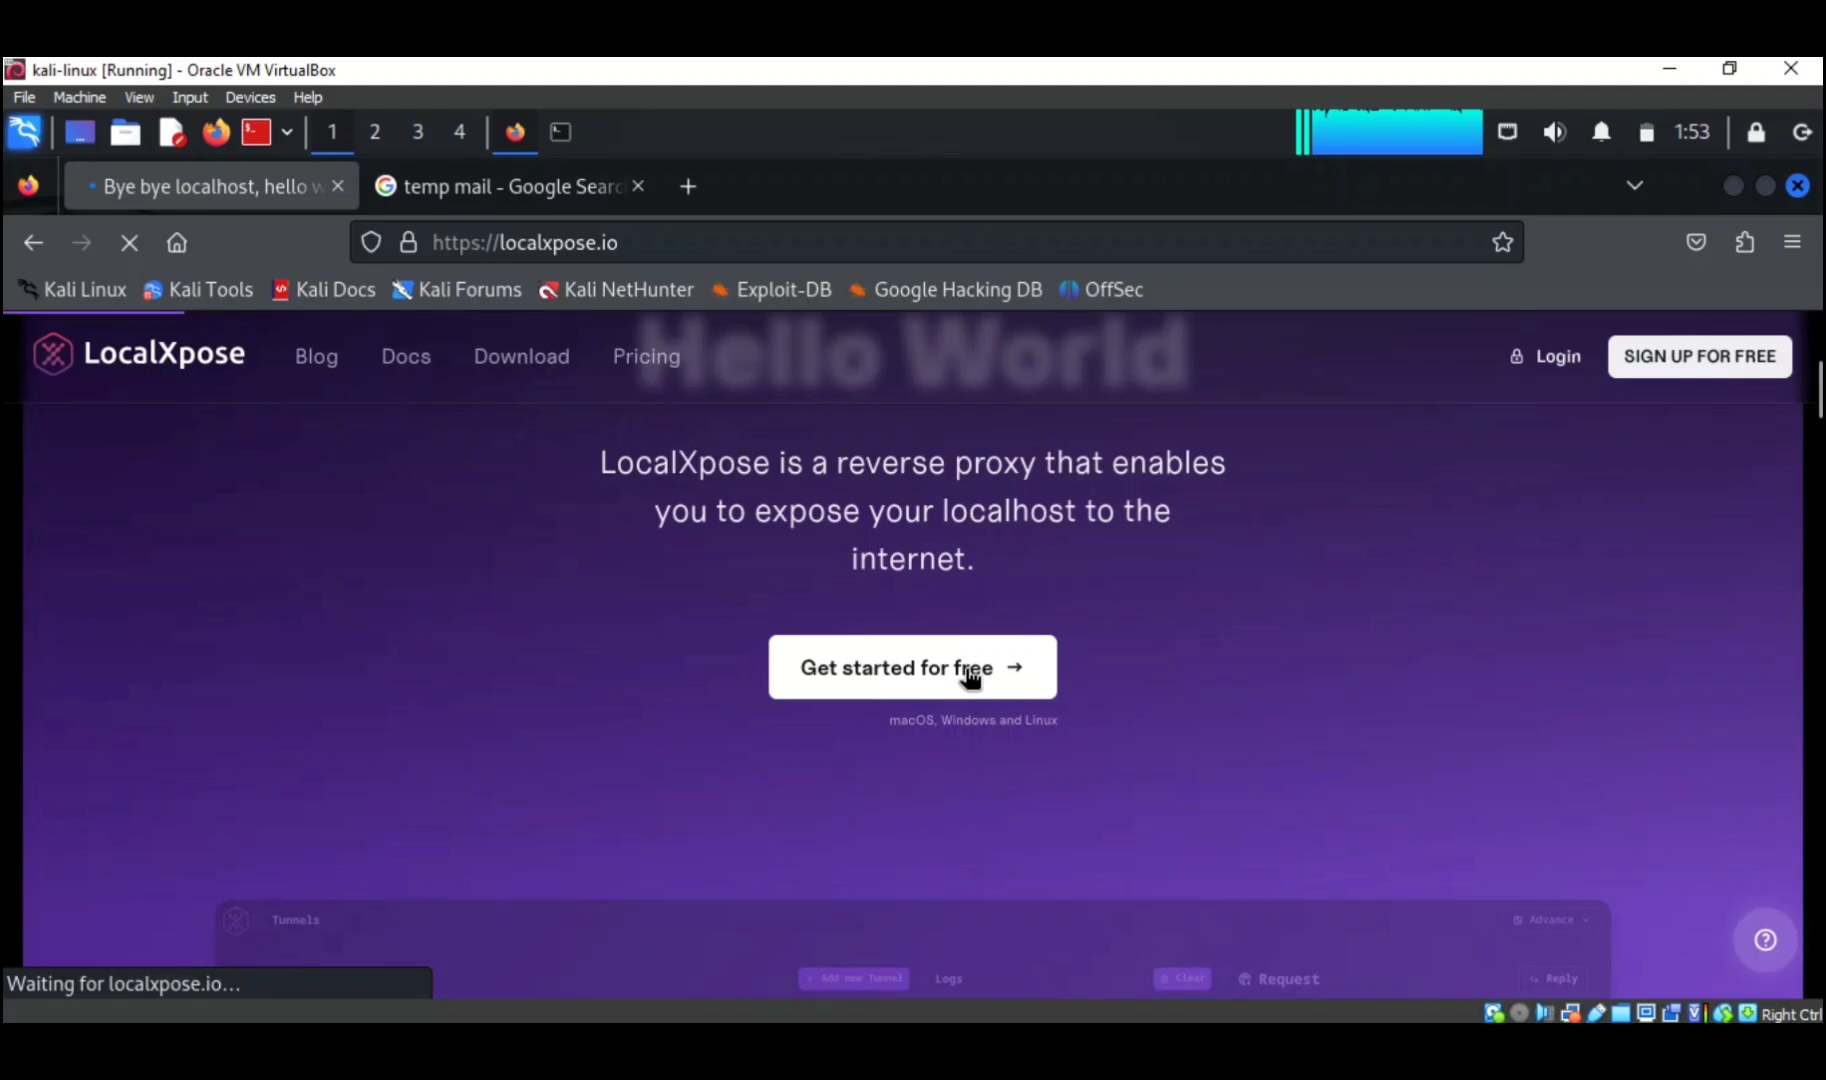 kali-linux [Running] - Oracle VM VirtualBox
File Machine View Input Devices Help
1 2 3 4 1:53
Bye bye localhost, hello w temp mail - Google Searc
https://localxpose.io
Kali Linux Kali Tools Kali Docs Kali Forums Kali NetHunter Exploit-DB Google Hacking DB OffSec
Hello World
LocalXpose Blog Docs Download Pricing Login SIGN UP FOR FREE
LocalXpose is a reverse proxy that enables
you to expose your localhost to the
internet.
Get started for free →
macOS, Windows and Linux
Tunnels Advance
+ Add new Tunnel Logs Clear Request Reply
Waiting for localxpose.io...
Right Ctrl